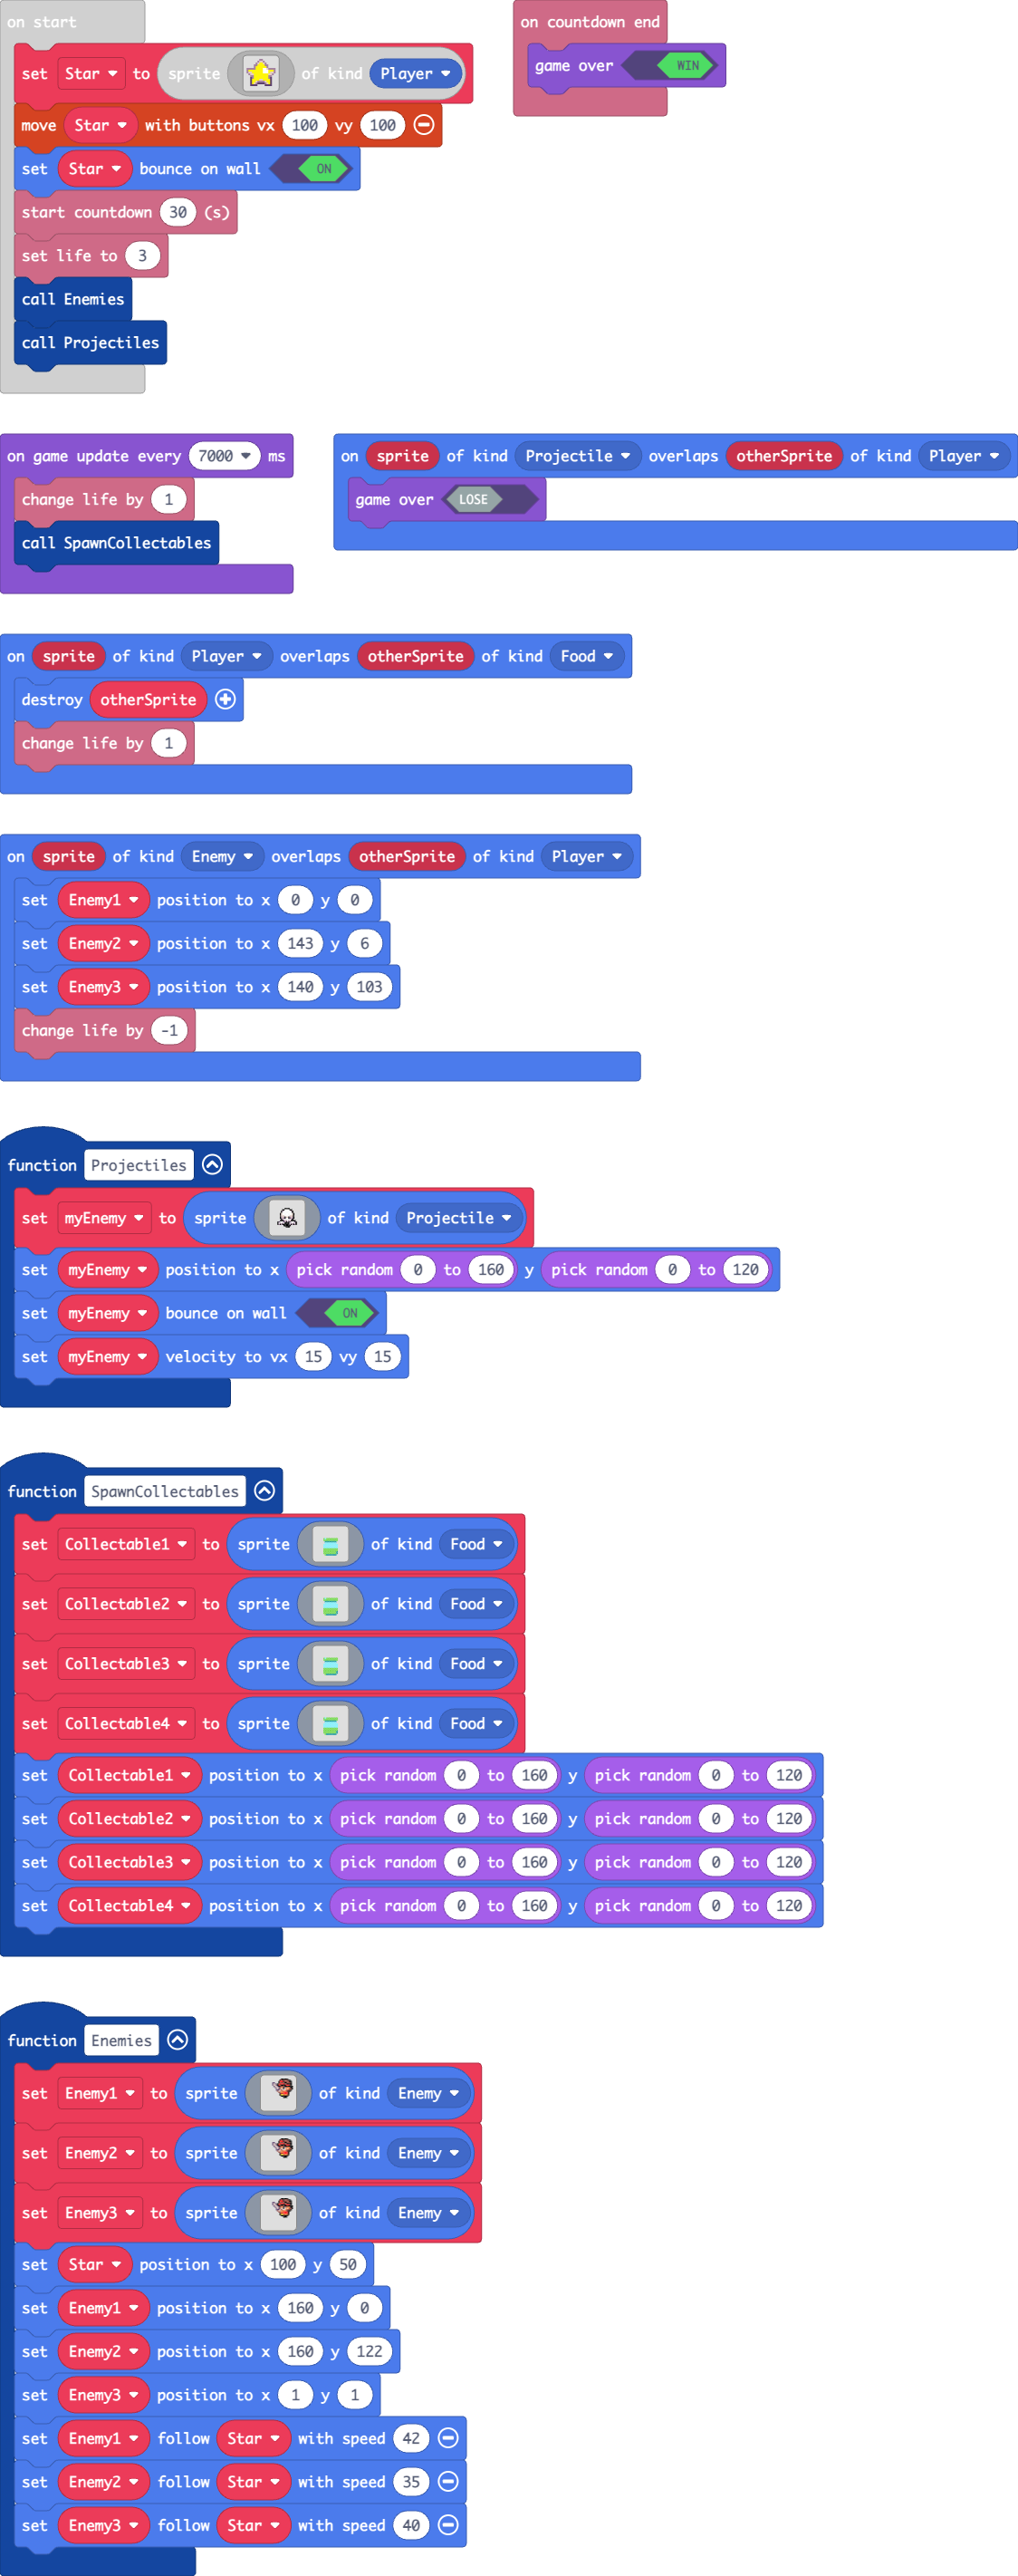 on start
set Star to sprite of kind Player
move Star with buttons vx 100 vy 100
set Star bounce on wall ON
start countdown 30 (s)
set life to 3
call Enemies
call Projectiles
on countdown end
game over WIN
on game update every 7000 ms
change life by 1
call SpawnCollectables
on sprite of kind Projectile overlaps otherSprite of kind Player
game over LOSE
on sprite of kind Player overlaps otherSprite of kind Food
destroy otherSprite
change life by 1
on sprite of kind Enemy overlaps otherSprite of kind Player
set Enemy1 position to x 0 y 0
set Enemy2 position to x 143 y 6
set Enemy3 position to x 140 y 103
change life by -1
function Projectiles
set myEnemy to sprite of kind Projectile
set myEnemy position to x pick random 0 to 160 y pick random 0 to 120
set myEnemy bounce on wall ON
set myEnemy velocity to vx 15 vy 15
function SpawnCollectables
set Collectable1 to sprite of kind Food
set Collectable2 to sprite of kind Food
set Collectable3 to sprite of kind Food
set Collectable4 to sprite of kind Food
set Collectable1 position to x pick random 0 to 160 y pick random 0 to 120
set Collectable2 position to x pick random 0 to 160 y pick random 0 to 120
set Collectable3 position to x pick random 0 to 160 y pick random 0 to 120
set Collectable4 position to x pick random 0 to 160 y pick random 0 to 120
function Enemies
set Enemy1 to sprite of kind Enemy
set Enemy2 to sprite of kind Enemy
set Enemy3 to sprite of kind Enemy
set Star position to x 100 y 50
set Enemy1 position to x 160 y 0
set Enemy2 position to x 160 y 122
set Enemy3 position to x 1 y 1
set Enemy1 follow Star with speed 42
set Enemy2 follow Star with speed 35
set Enemy3 follow Star with speed 40